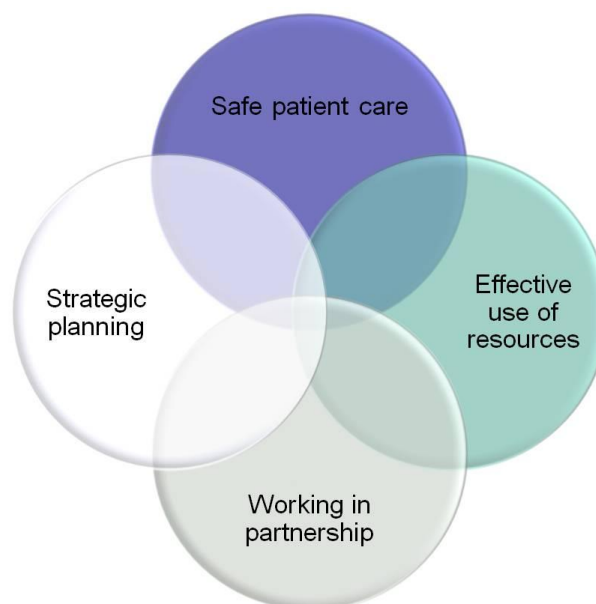 Safe patient care
Strategic
planning
Effective
use of
resources
Working in
partnership